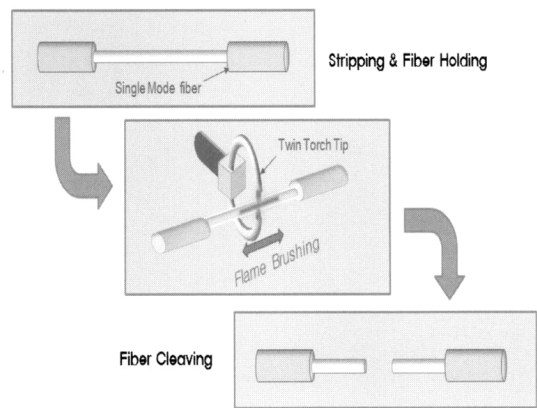 Stripping & Fiber Holding
Single Mode fiber
Twin Torch Tip
Flame Brushing
Fiber Cleaving